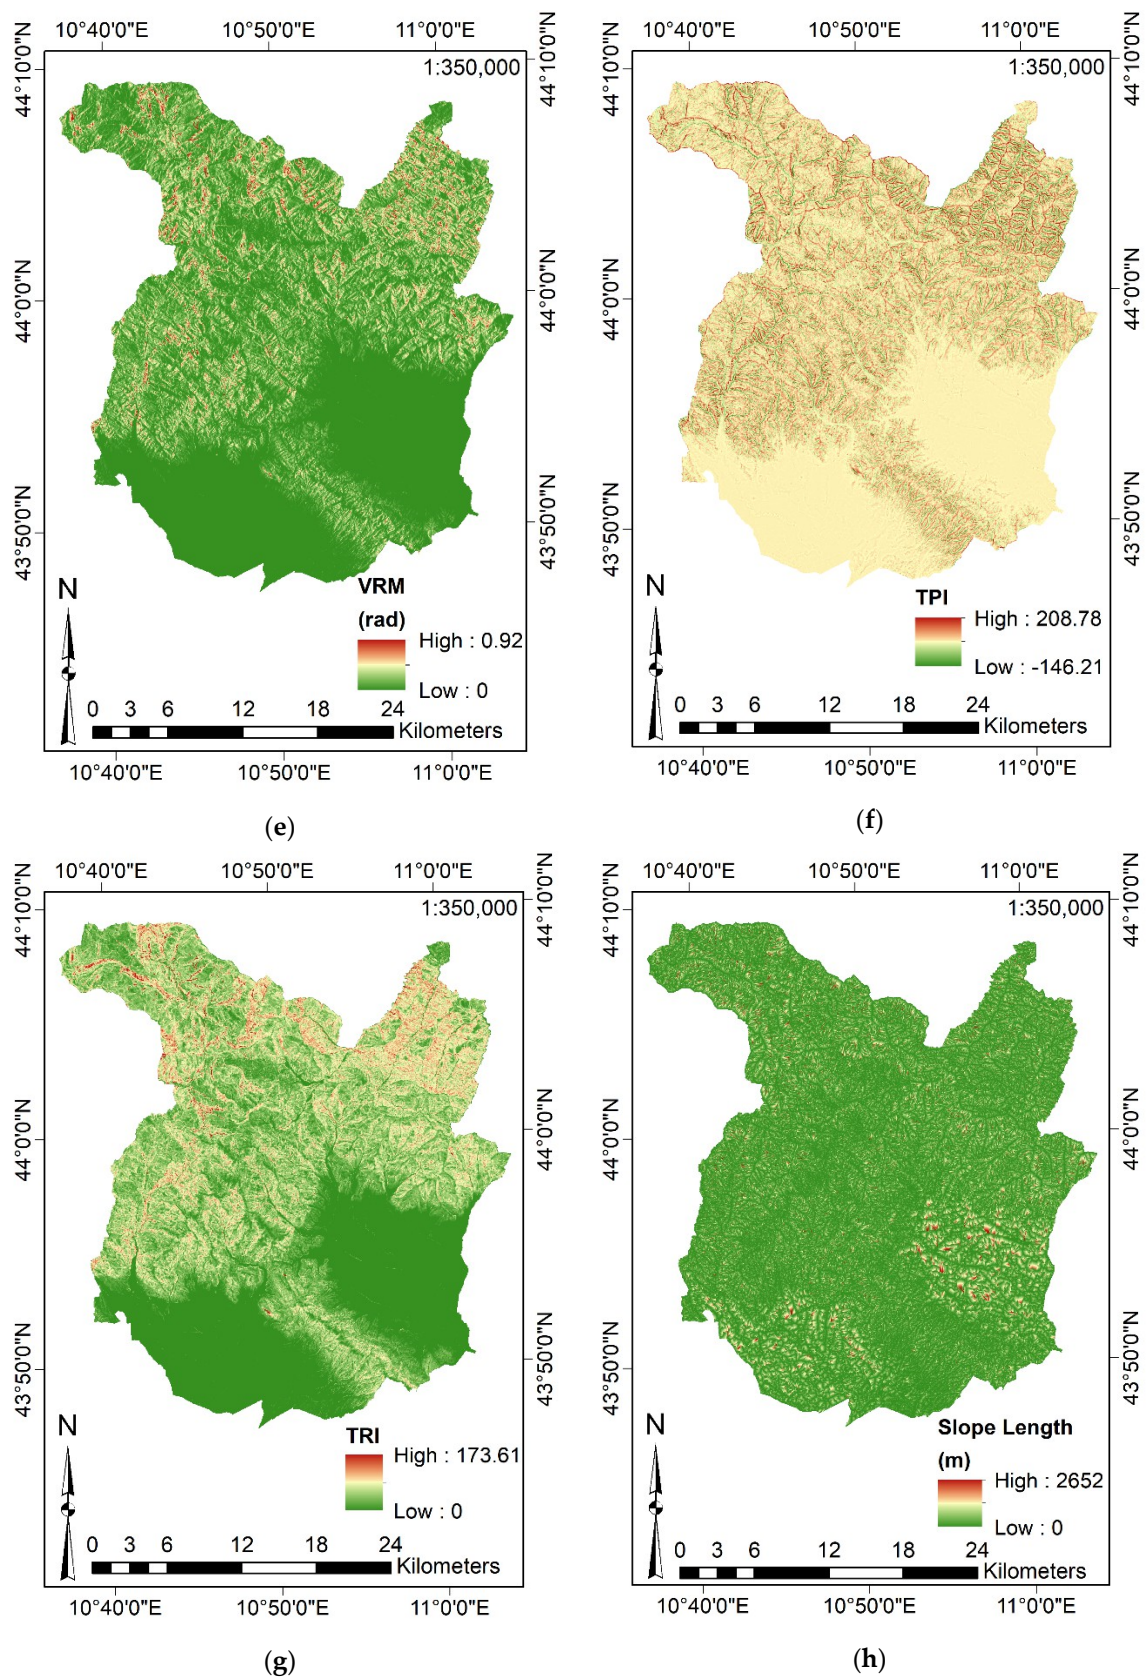 10°40'0"E 10°50'0"E 11°0'0"E
1:350,000
44°10'0"N 44°10'0"N
44°0'0"N 44°0'0"N
43°50'0"N 43°50'0"N
N
VRM
(rad)
High : 0.92
Low : 0
0 3 6 12 18 24
Kilometers
10°40'0"E 10°50'0"E 11°0'0"E
(e)
10°40'0"E 10°50'0"E 11°0'0"E
1:350,000
44°10'0"N 44°10'0"N
44°0'0"N 44°0'0"N
43°50'0"N 43°50'0"N
N
TPI
High : 208.78
Low : -146.21
0 3 6 12 18 24
Kilometers
10°40'0"E 10°50'0"E 11°0'0"E
(f)
10°40'0"E 10°50'0"E 11°0'0"E
1:350,000
44°10'0"N 44°10'0"N
44°0'0"N 44°0'0"N
43°50'0"N 43°50'0"N
N
TRI
High : 173.61
Low : 0
0 3 6 12 18 24
Kilometers
10°40'0"E 10°50'0"E 11°0'0"E
(g)
10°40'0"E 10°50'0"E 11°0'0"E
1:350,000
44°10'0"N 44°10'0"N
44°0'0"N 44°0'0"N
43°50'0"N 43°50'0"N
N
Slope Length
(m)
High : 2652
Low : 0
0 3 6 12 18 24
Kilometers
10°40'0"E 10°50'0"E 11°0'0"E
(h)